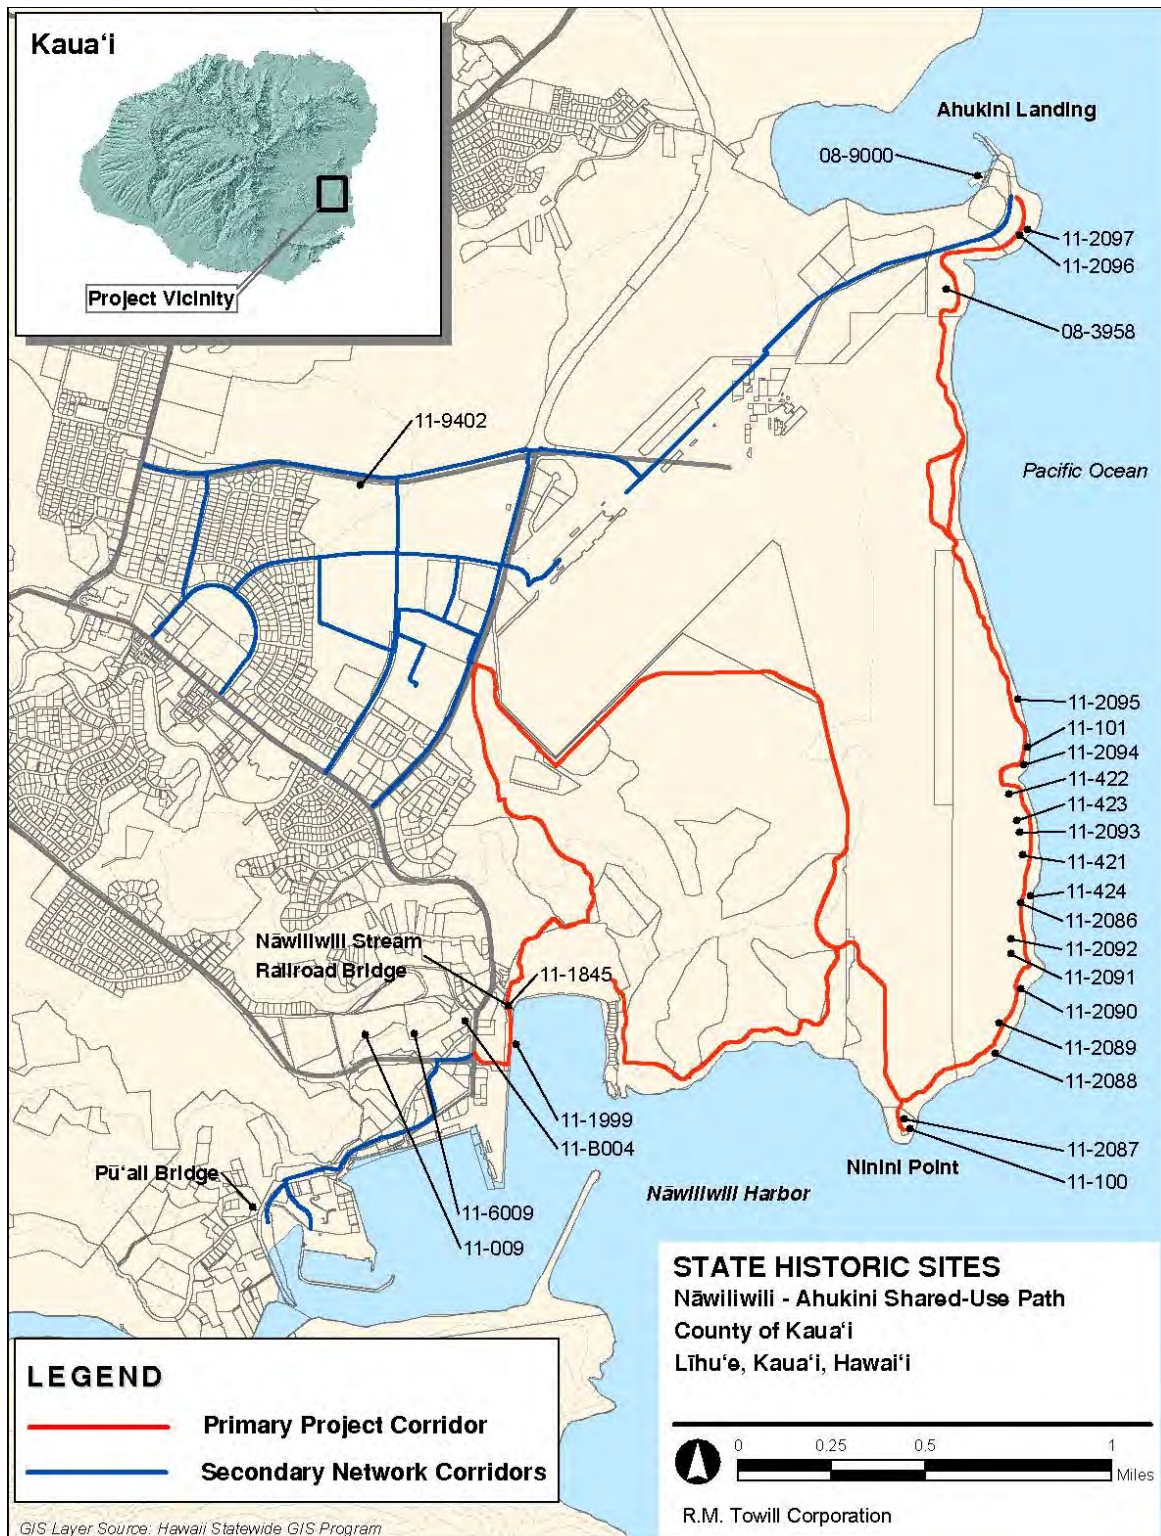 Kaua‘i
Project Vicinity
Ahukini Landing
08-9000
11-2097
11-2096
08-3958
11-9402
Pacific Ocean
11-2095
11-101
11-2094
11-422
11-423
11-2093
11-421
11-424
11-2086
11-2092
11-2091
11-2090
11-2089
11-2088
11-2087
11-100
Nāwiliwili Stream
Railroad Bridge
11-1845
11-1999
11-B004
11-6009
11-009
Pū‘ali Bridge
Ninini Point
Nāwiliwili Harbor
STATE HISTORIC SITES
Nāwiliwili - Ahukini Shared-Use Path
County of Kaua‘i
Līhu‘e, Kaua‘i, Hawai‘i
0 0.25 0.5 1
Miles
R.M. Towill Corporation
LEGEND
Primary Project Corridor
Secondary Network Corridors
GIS Layer Source: Hawaii Statewide GIS Program